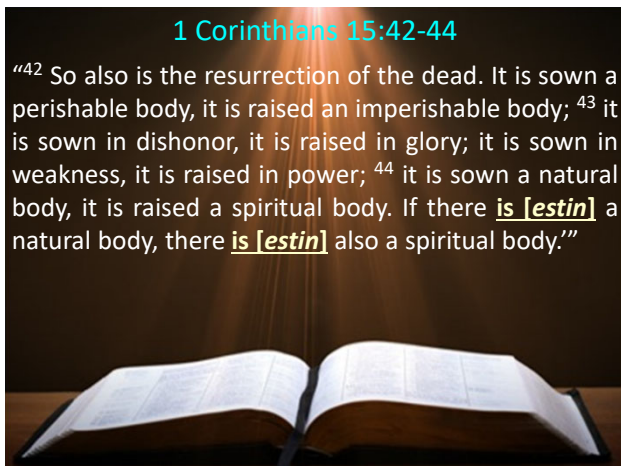 1 Corinthians 15:42-44
“42 So also is the resurrection of the dead. It is sown a
perishable body, it is raised an imperishable body; 43 it
is sown in dishonor, it is raised in glory; it is sown in
weakness, it is raised in power; 44 it is sown a natural
body, it is raised a spiritual body. If there is [estin] a
natural body, there is [estin] also a spiritual body.’”